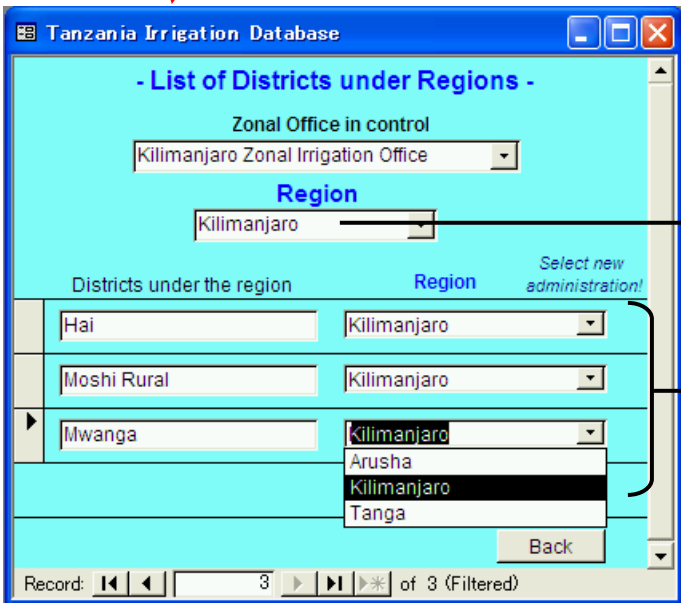 Tanzania Irrigation Database
- List of Districts under Regions -
Zonal Office in control
Kilimanjaro Zonal Irrigation Office
Region
Kilimanjaro
Districts under the region Region Select new administration!
Hai Kilimanjaro
Moshi Rural Kilimanjaro
Mwanga Kilimanjaro
Arusha
Kilimanjaro
Tanga
Back
Record: 3 of 3 (Filtered)